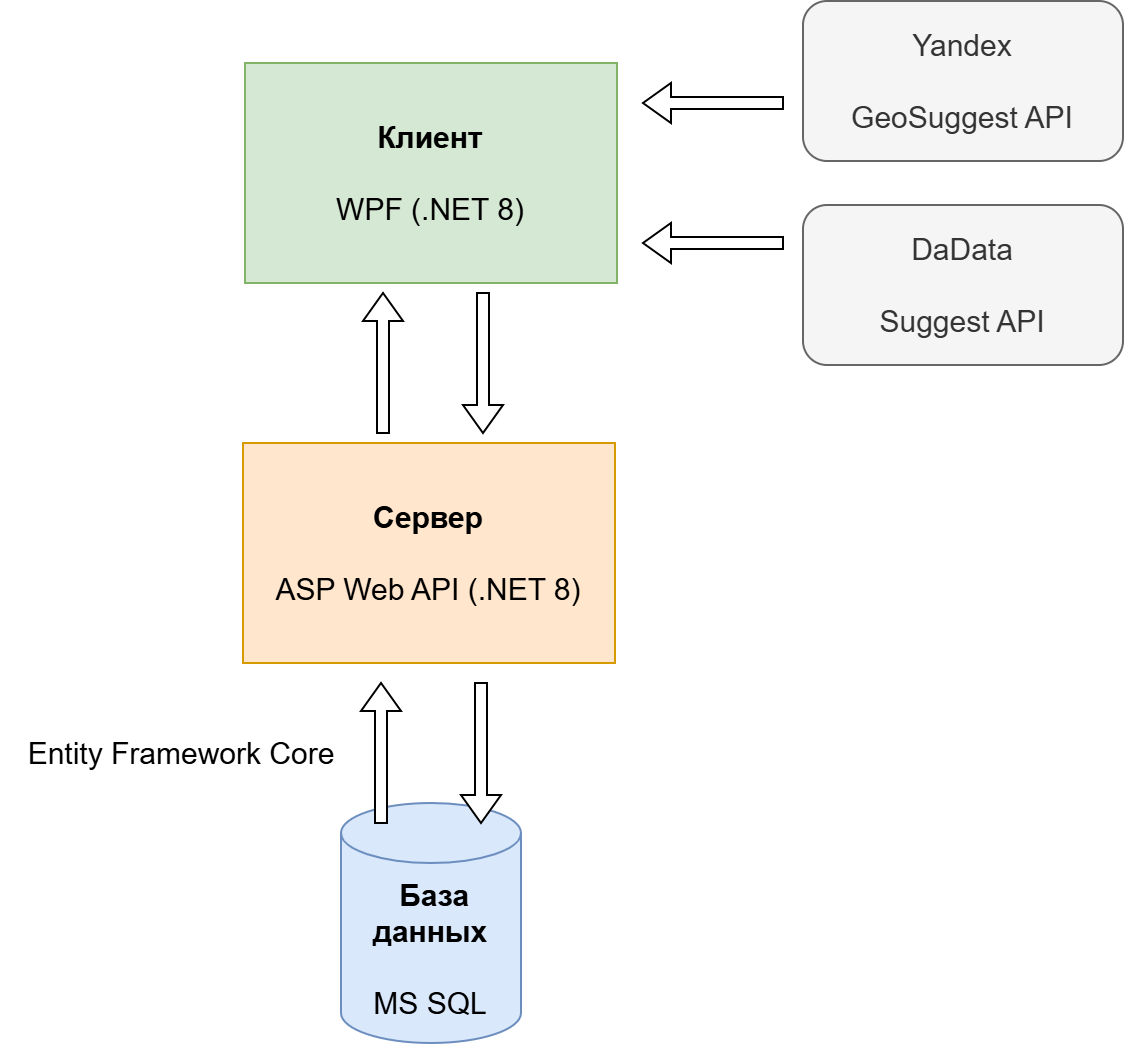 Yandex
GeoSuggest API
Клиент
WPF (.NET 8)
DaData
Suggest API
Сервер
ASP Web API (.NET 8)
Entity Framework Core
База
данных
MS SQL